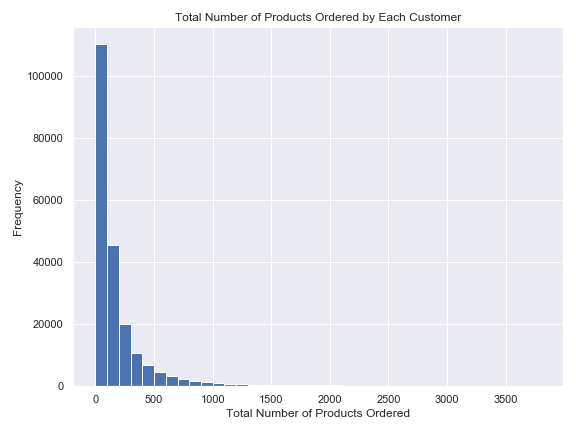 Total Number of Products Ordered by Each Customer
100000
80000
60000
40000
20000
0
Frequency
0 500 1000 1500 2000 2500 3000 3500
Total Number of Products Ordered